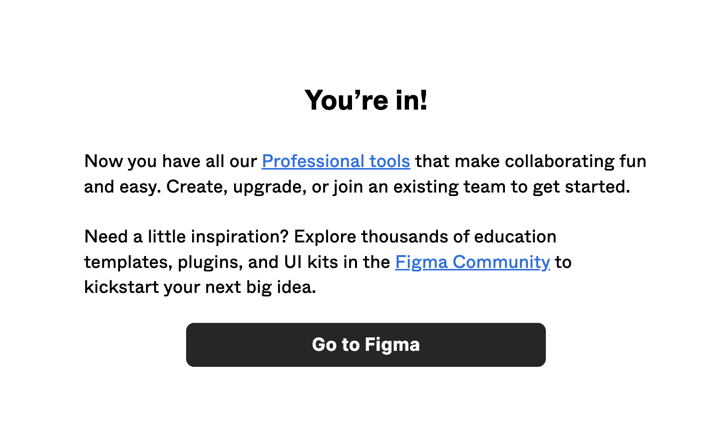 You’re in!
Now you have all our Professional tools that make collaborating fun
and easy. Create, upgrade, or join an existing team to get started.
Need a little inspiration? Explore thousands of education
templates, plugins, and UI kits in the Figma Community to
kickstart your next big idea.
Go to Figma